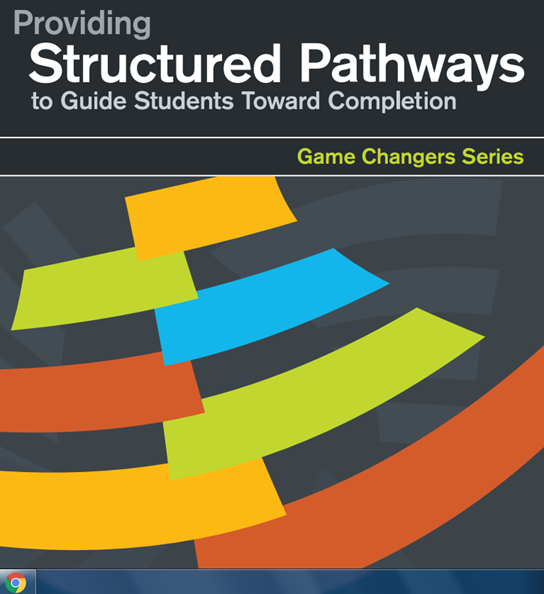 Providing
Structured Pathways
to Guide Students Toward Completion
Game Changers Series